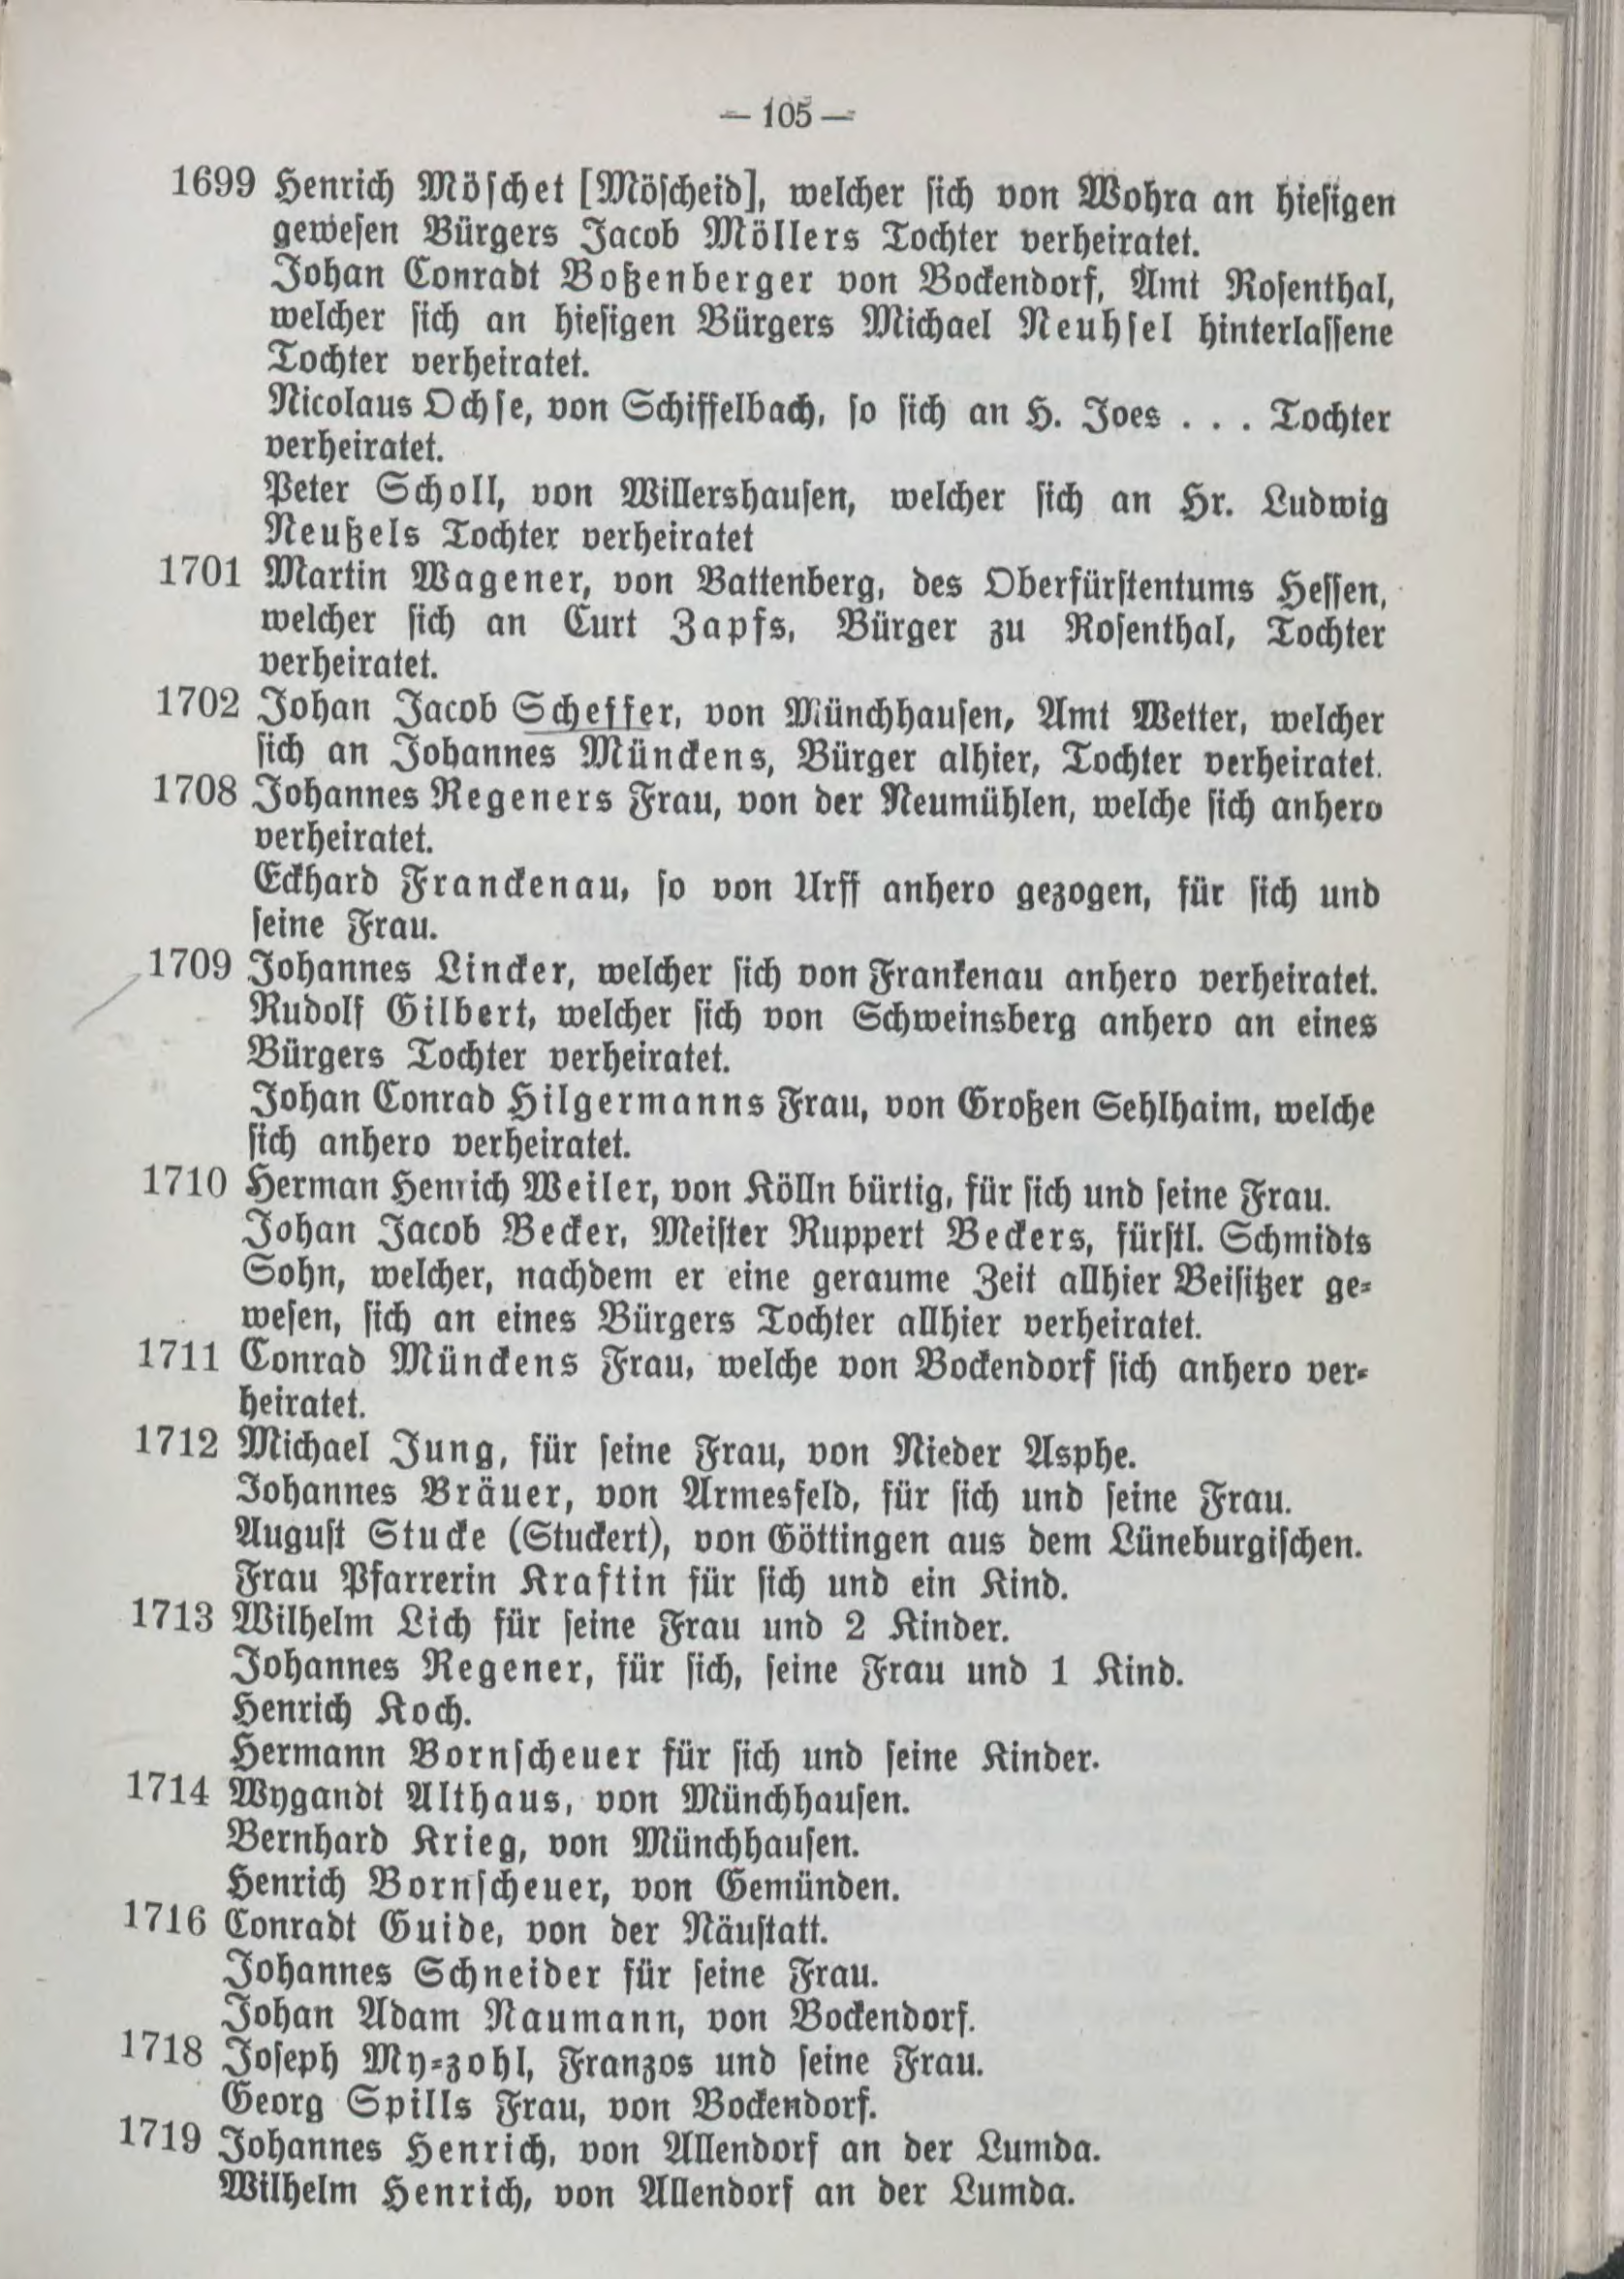 — 105 —
1699 Henrich Möschet [Möscheid], welcher sich von Wohra an hiesigen
gewesen Bürgers Jacob Möllers Tochter verheiratet.
Johan Conradt Boßenberger von Bockendorf, Amt Rosenthal,
welcher sich an hiesigen Bürgers Michael Neuhsel hinterlassene
Tochter verheiratet.
Nicolaus Ochse, von Schiffelbach, so sich an H. Joes . . . Tochter
verheiratet.
Peter Scholl, von Willershausen, welcher sich an Hr. Ludwig
Neußels Tochter verheiratet
1701 Martin Wagener, von Battenberg, des Oberfürstentums Hessen,
welcher sich an Curt Zapfs, Bürger zu Rosenthal, Tochter
verheiratet.
1702 Johan Jacob Scheffer, von Münchhausen, Amt Wetter, welcher
sich an Johannes Münckens, Bürger alhier, Tochter verheiratet.
1708 Johannes Regeners Frau, von der Neumühlen, welche sich anhero
verheiratet.
Eckhard Franckenau, so von Urff anhero gezogen, für sich und
seine Frau.
1709 Johannes Lincker, welcher sich von Frankenau anhero verheiratet.
Rudolf Gilbert, welcher sich von Schweinsberg anhero an eines
Bürgers Tochter verheiratet.
Johan Conrad Hilgermanns Frau, von Großen Sehlhaim, welche
sich anhero verheiratet.
1710 Herman Henrich Weiler, von Kölln bürtig, für sich und seine Frau.
Johan Jacob Becker, Meister Ruppert Beckers, fürstl. Schmidts
Sohn, welcher, nachdem er eine geraume Zeit allhier Beisitzer ge-
wesen, sich an eines Bürgers Tochter allhier verheiratet.
1711 Conrad Münckens Frau, welche von Bockendorf sich anhero ver-
heiratet.
1712 Michael Jung, für seine Frau, von Nieder Asphe.
Johannes Bräuer, von Armesfeld, für sich und seine Frau.
August Stucke (Stuckert), von Göttingen aus dem Lüneburgischen.
Frau Pfarrerin Kraftin für sich und ein Kind.
1713 Wilhelm Lich für seine Frau und 2 Kinder.
Johannes Regener, für sich, seine Frau und 1 Kind.
Henrich Koch.
Hermann Bornscheuer für sich und seine Kinder.
1714 Wygandt Althaus, von Münchhausen.
Bernhard Krieg, von Münchhausen.
Henrich Bornscheuer, von Gemünden.
1716 Conradt Guide, von der Näustatt.
Johannes Schneider für seine Frau.
Johan Adam Naumann, von Bockendorf.
1718 Joseph My-zohl, Franzos und seine Frau.
Georg Spills Frau, von Bockendorf.
1719 Johannes Henrich, von Allendorf an der Lumda.
Wilhelm Henrich, von Allendorf an der Lumda.